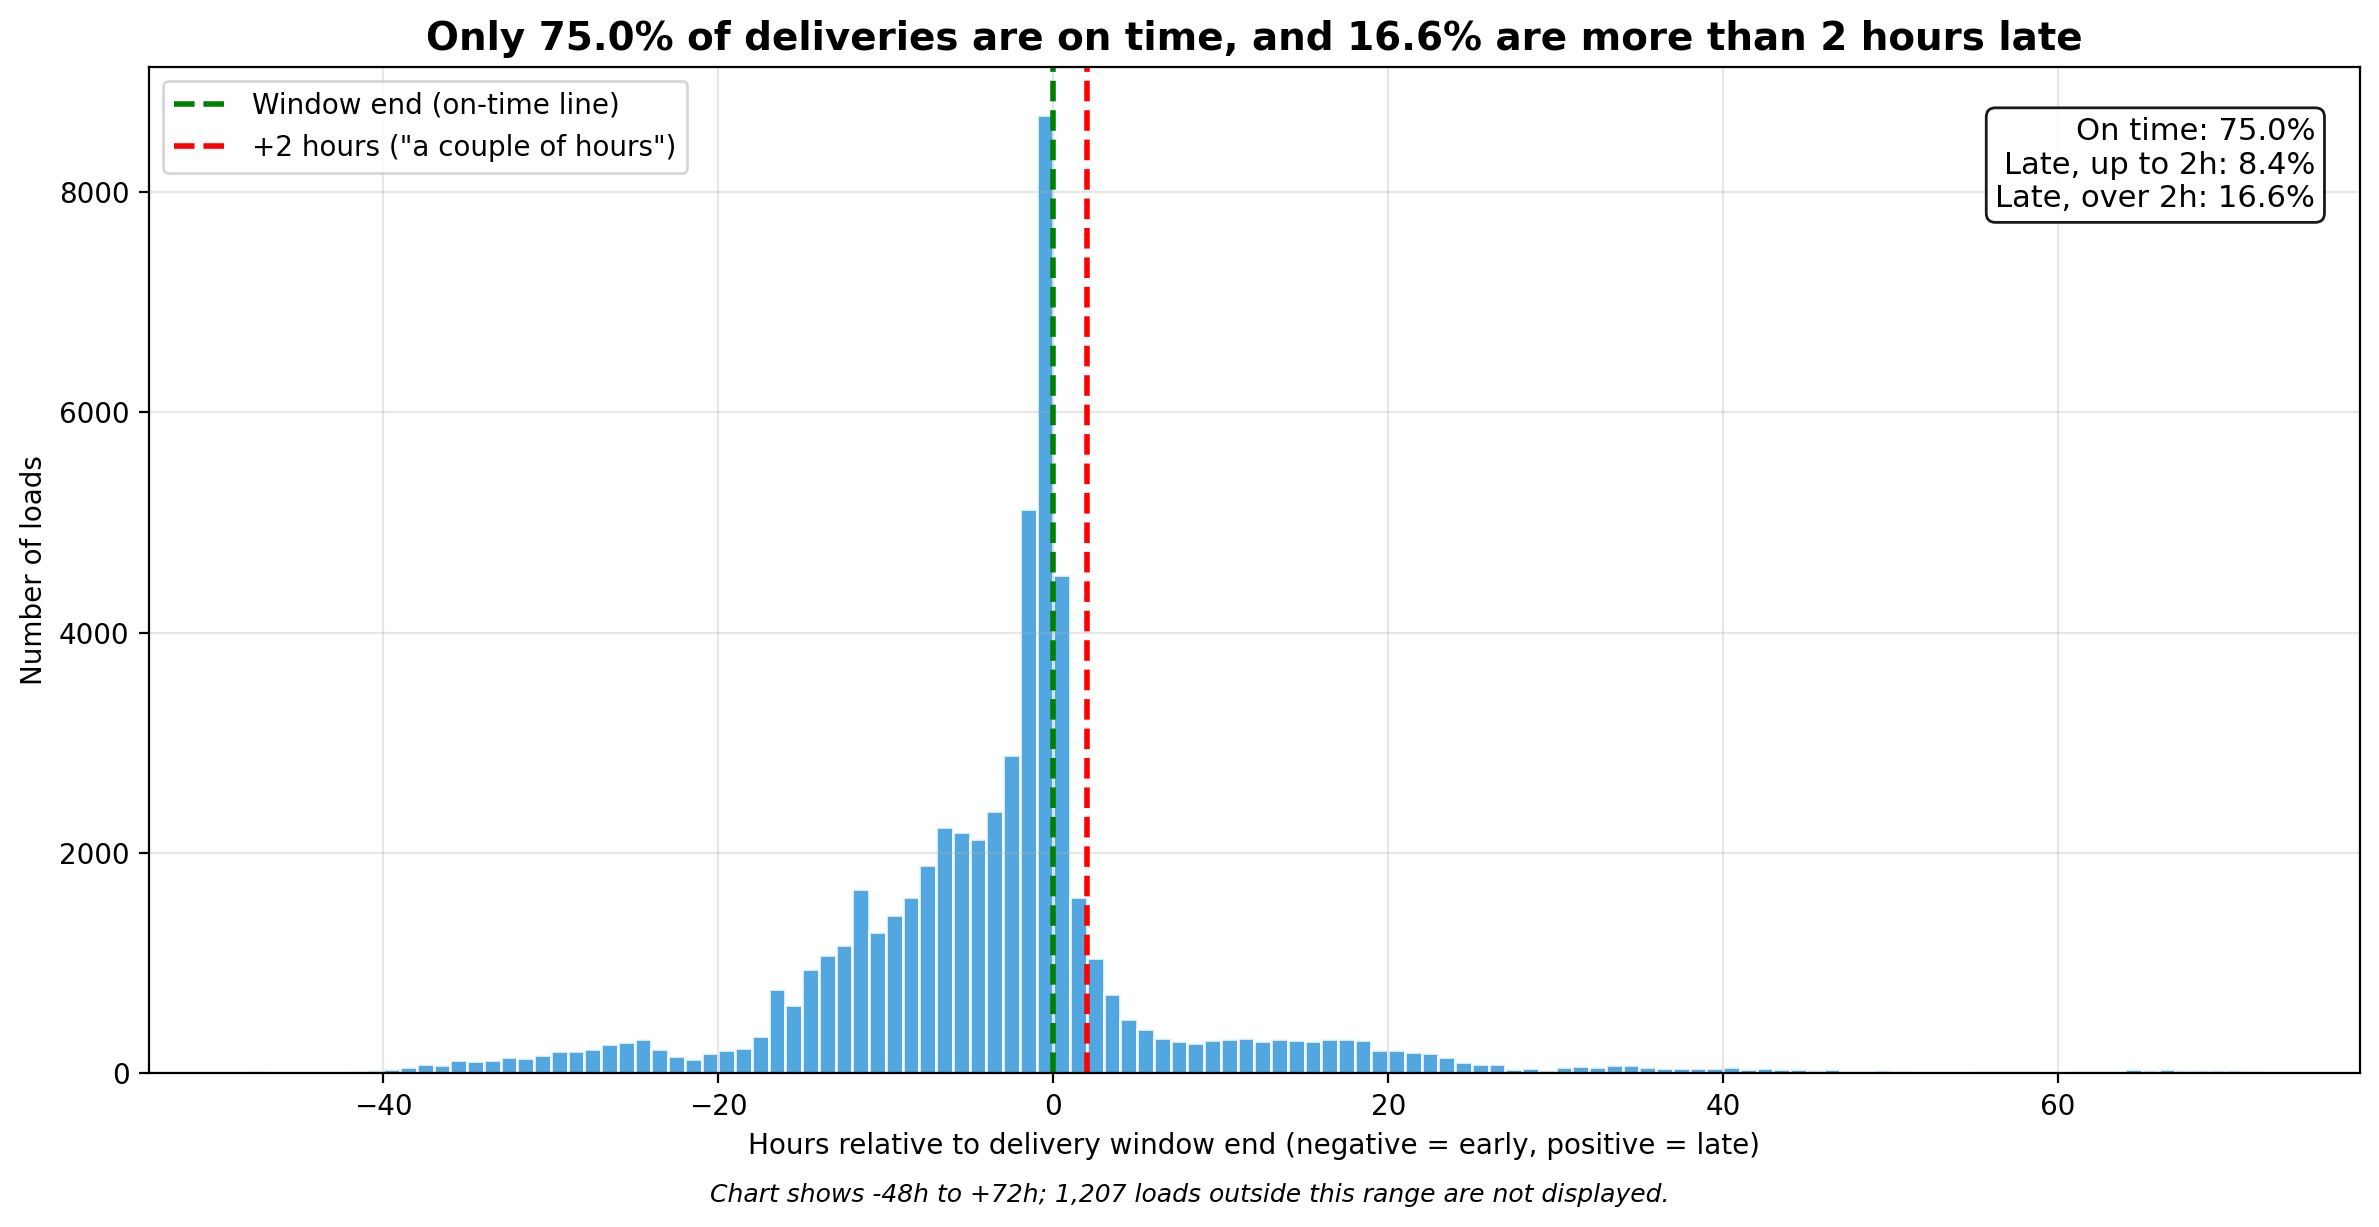 Only 75.0% of deliveries are on time, and 16.6% are more than 2 hours late
Window end (on-time line)
+2 hours ("a couple of hours")
On time: 75.0%
Late, up to 2h: 8.4%
Late, over 2h: 16.6%
Number of loads
8000
6000
4000
2000
0
−40
−20
0
20
40
60
Hours relative to delivery window end (negative = early, positive = late)
Chart shows -48h to +72h; 1,207 loads outside this range are not displayed.